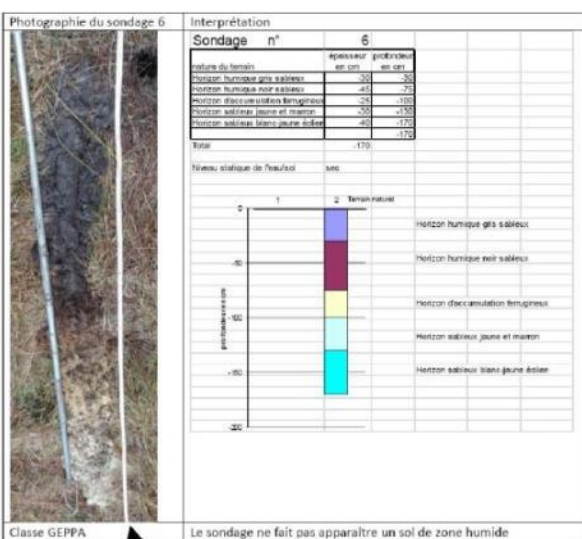 Photographie du sondage 6
Interprétation
Sondage n° 6
nature du terrain épaisseur en cm profondeur en cm
Horizon humique gris sableux -30 -30
Horizon humique noir sableux -45 -75
Horizon d'accumulation ferrugineux -25 -100
Horizon sableux jaune et marron -30 -130
Horizon sableux blanc-jaune éolien -40 -170
-170
Total -170
Niveau statique de l'eau/sol sec
1 2 Terrain naturel
0
-50
-100
-150
-200
profondeur en cm
Horizon humique gris sableux
Horizon humique noir sableux
Horizon d'accumulation ferrugineux
Horizon sableux jaune et marron
Horizon sableux blanc-jaune éolien
Classe GEPPA
Le sondage ne fait pas apparaître un sol de zone humide